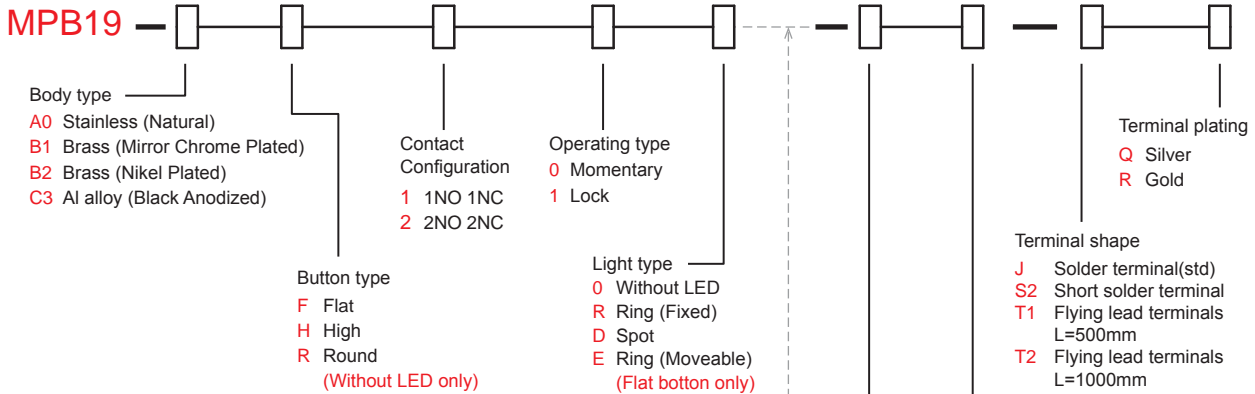 MPB19
Body type
A0 Stainless (Natural)
B1 Brass (Mirror Chrome Plated)
B2 Brass (Nikel Plated)
C3 Al alloy (Black Anodized)
Button type
F Flat
H High
R Round
(Without LED only)
Contact
Configuration
1 1NO 1NC
2 2NO 2NC
Operating type
0 Momentary
1 Lock
Light type
0 Without LED
R Ring (Fixed)
D Spot
E Ring (Moveable)
(Flat botton only)
Terminal shape
J Solder terminal(std)
S2 Short solder terminal
T1 Flying lead terminals
L=500mm
T2 Flying lead terminals
L=1000mm
Terminal plating
Q Silver
R Gold